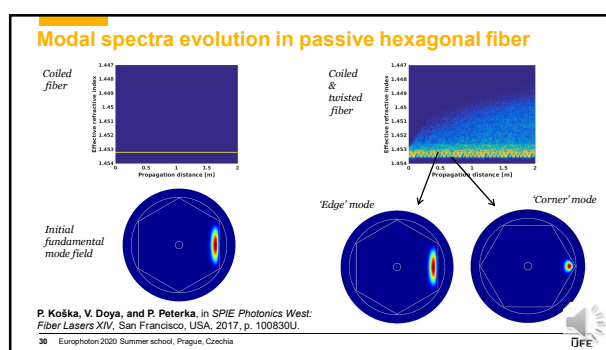 Modal spectra evolution in passive hexagonal fiber
Coiled
fiber
Effective refractive index
1.447
1.448
1.449
1.45
1.451
1.452
1.453
1.454
0
0.5
1
1.5
2
Propagation distance [m]
Coiled
&
twisted
fiber
Effective refractive index
1.447
1.448
1.449
1.45
1.451
1.452
1.453
1.454
0
0.5
1
1.5
2
Propagation distance [m]
Initial
fundamental
mode field
'Edge' mode
'Corner' mode
P. Koška, V. Doya, and P. Peterka, in SPIE Photonics West:
Fiber Lasers XIV, San Francisco, USA, 2017, p. 100830U.
30 Europhoton 2020 Summer school, Prague, Czechia
ÚFE